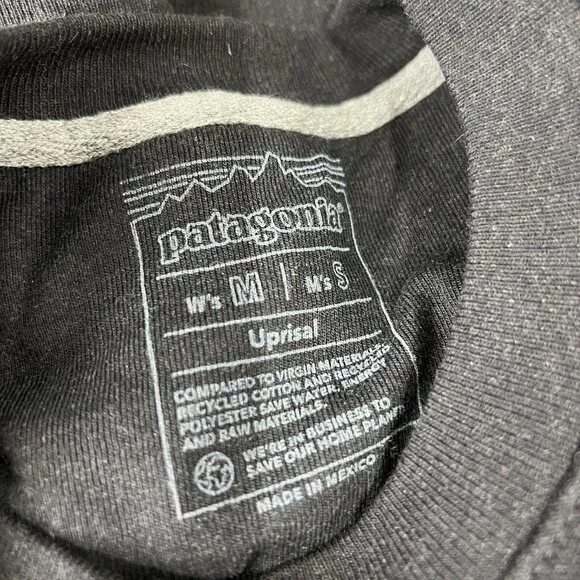 patagonia®
W's M | M's S
Uprisal
COMPARED TO VIRGIN MATERIALS,
RECYCLED COTTON AND RECYCLED
POLYESTER SAVE WATER, ENERGY
AND RAW MATERIALS.
WE'RE IN BUSINESS TO
SAVE OUR HOME PLANET
MADE IN MEXICO